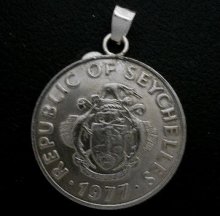 REPUBLIC OF SEYCHELLES
· 1977 ·